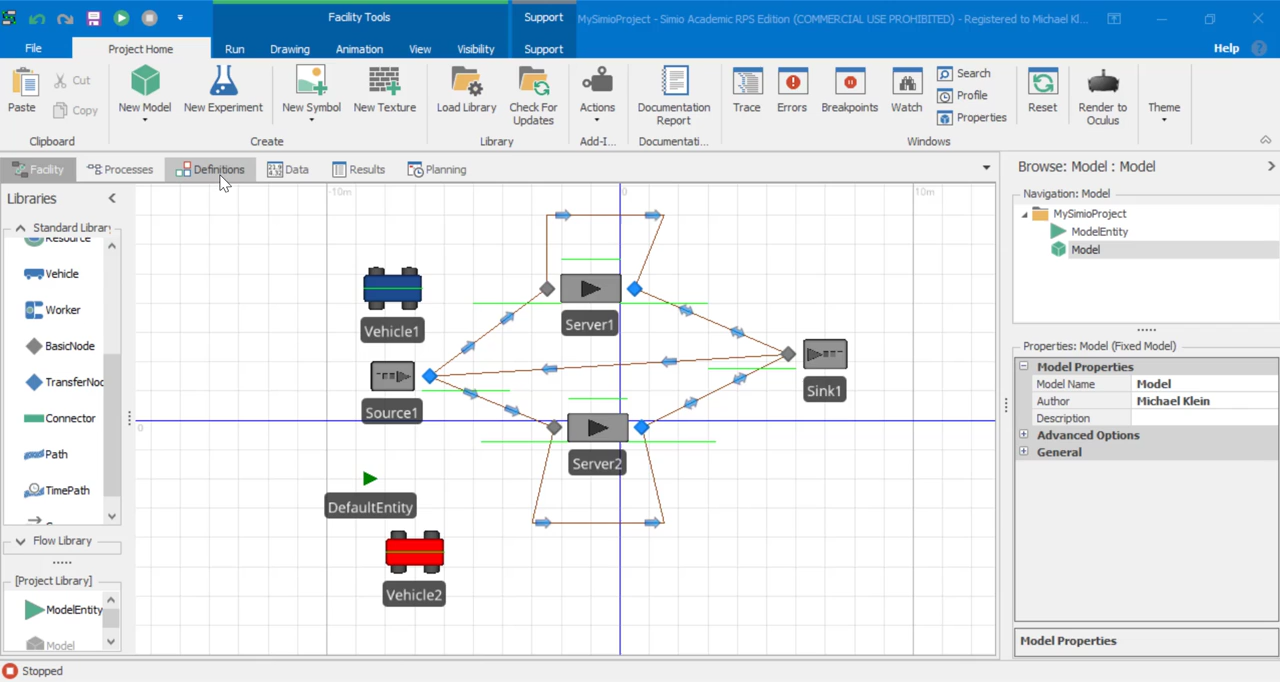 Facility Tools
Support
MySimioProject - Simio Academic RPS Edition (COMMERCIAL USE PROHIBITED) - Registered to Michael Kl...
File
Project Home
Run
Drawing
Animation
View
Visibility
Support
Help
Paste
Cut
Copy
New Model
New Experiment
New Symbol
New Texture
Load Library
Check For Updates
Actions
Documentation Report
Trace
Errors
Breakpoints
Watch
Search
Profile
Properties
Reset
Render to Oculus
Theme
Clipboard
Create
Library
Add-I...
Documentati...
Windows
Facility
Processes
Definitions
21.9
Data
Results
Planning
Libraries
Standard Library
Resource
Vehicle
Worker
BasicNode
TransferNod
Connector
Path
TimePath
Flow Library
[Project Library]
ModelEntity
Model
-10m
0
10m
0
Vehicle1
Source1
DefaultEntity
Vehicle2
Server1
Server2
Sink1
Browse: Model : Model
Navigation: Model
MySimioProject
ModelEntity
Model
Properties: Model (Fixed Model)
Model Properties
Model Name Model
Author Michael Klein
Description
Advanced Options
General
Model Properties
Stopped